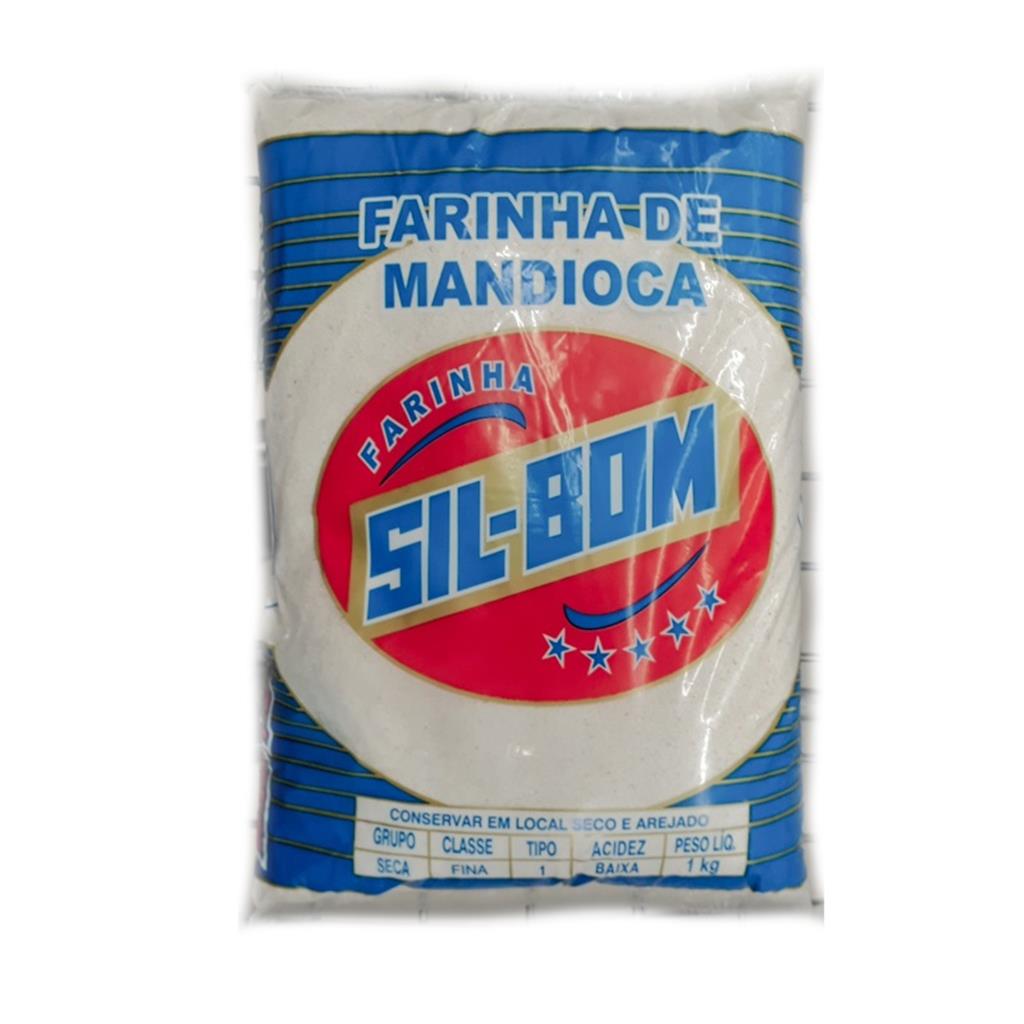 FARINHA DE
MANDIOCA
FARINHA
SIL-BOM
CONSERVAR EM LOCAL SECO E AREJADO
GRUPO CLASSE TIPO ACIDEZ PESO LIQ.
SECA FINA 1 BAIXA 1 kg